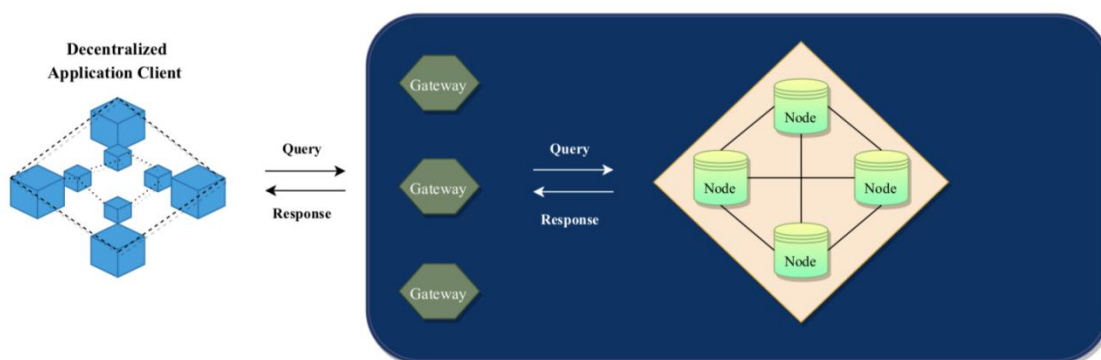 Decentralized
Application Client
Query
Response
Gateway
Gateway
Gateway
Query
Response
Node
Node
Node
Node